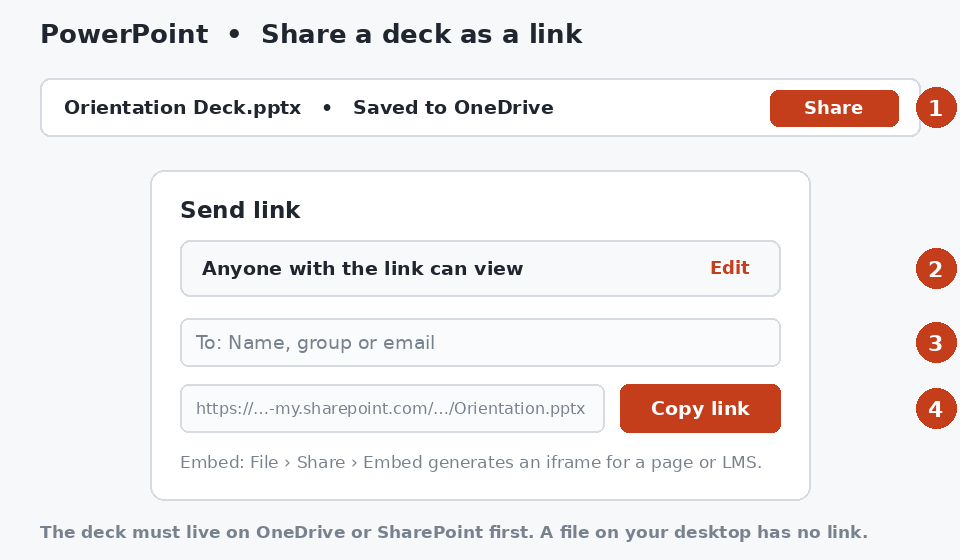 PowerPoint • Share a deck as a link
Orientation Deck.pptx • Saved to OneDrive Share 1
Send link
Anyone with the link can view Edit 2
To: Name, group or email 3
https://…-my.sharepoint.com/…/Orientation.pptx Copy link 4
Embed: File › Share › Embed generates an iframe for a page or LMS.
The deck must live on OneDrive or SharePoint first. A file on your desktop has no link.